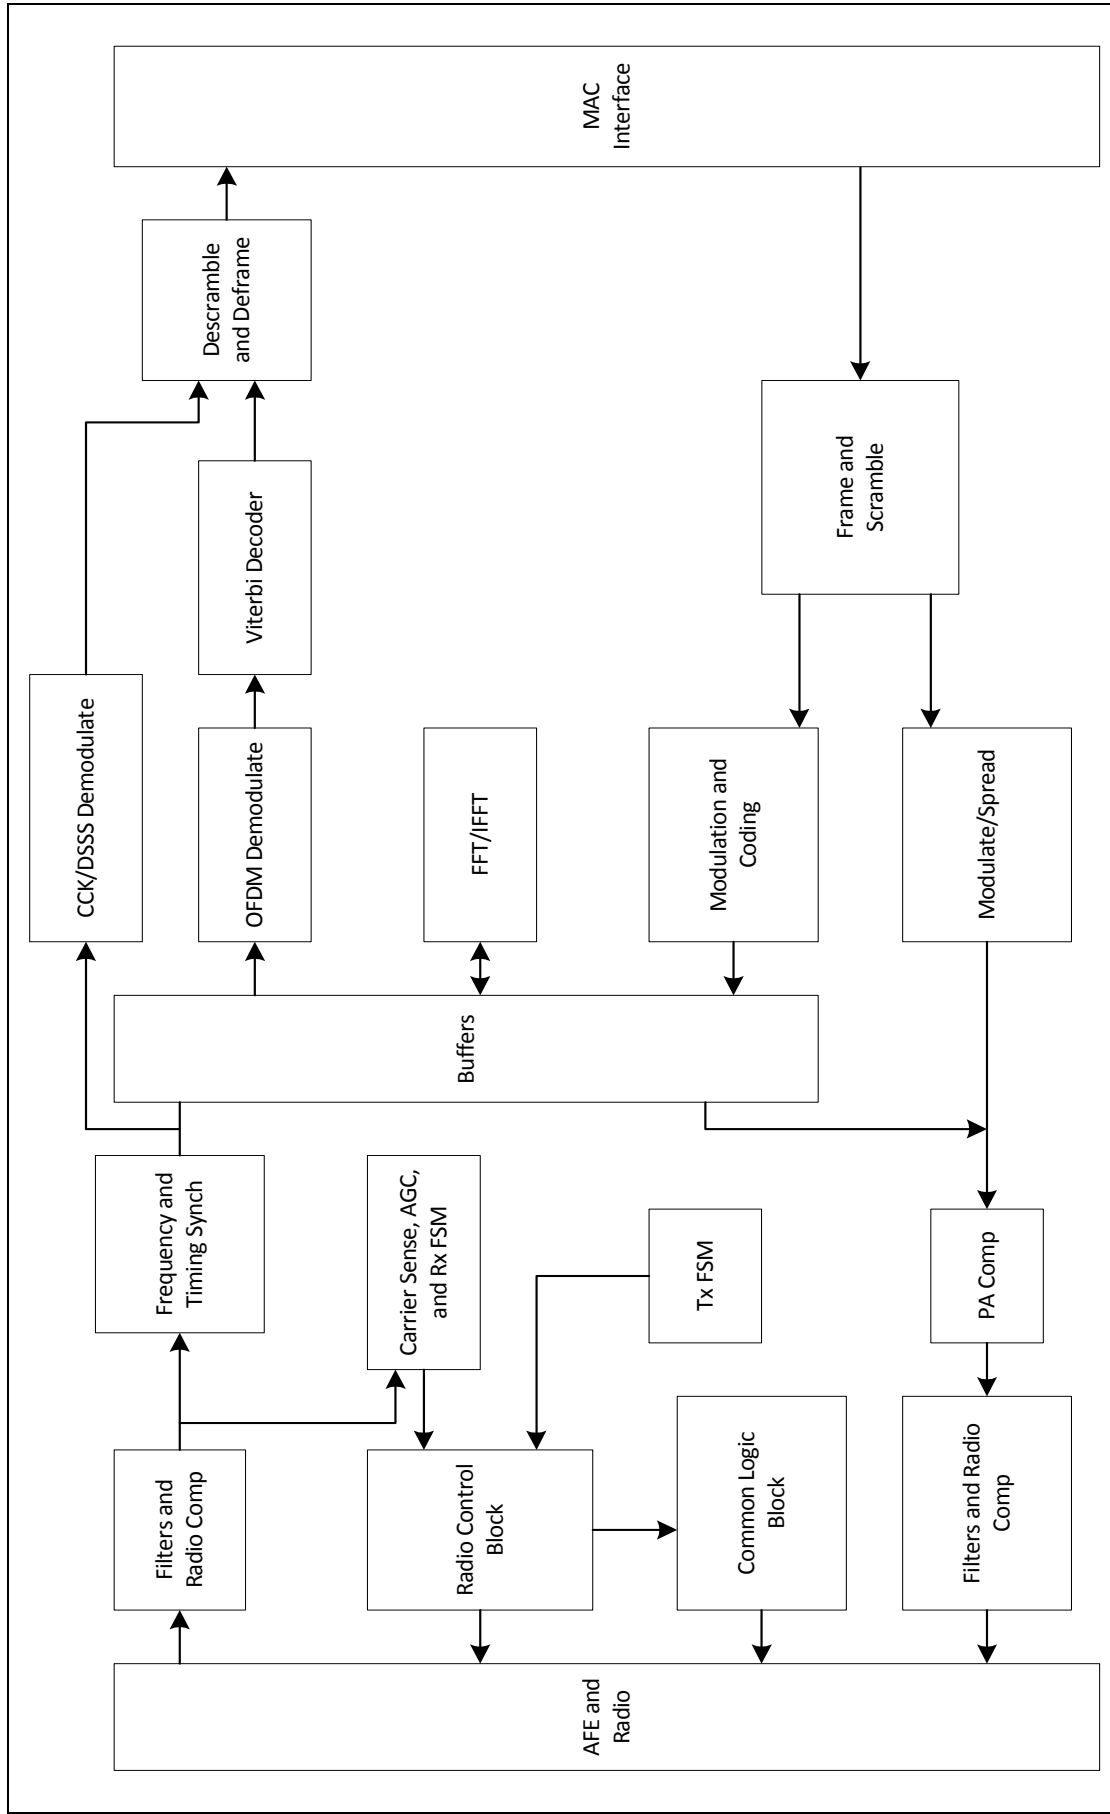 CCK/DSSS Demodulate
Frequency and
Timing Synch
Filters and
Radio Comp
Descramble
and Deframe
Viterbi Decoder
OFDM Demodulate
Carrier Sense, AGC,
and Rx FSM
Radio Control
Block
FFT/IFFT
Buffers
MAC
Interface
AFE and
Radio
Tx FSM
Common Logic
Block
Modulation and
Coding
Frame and
Scramble
Modulate/Spread
PA Comp
Filters and Radio
Comp